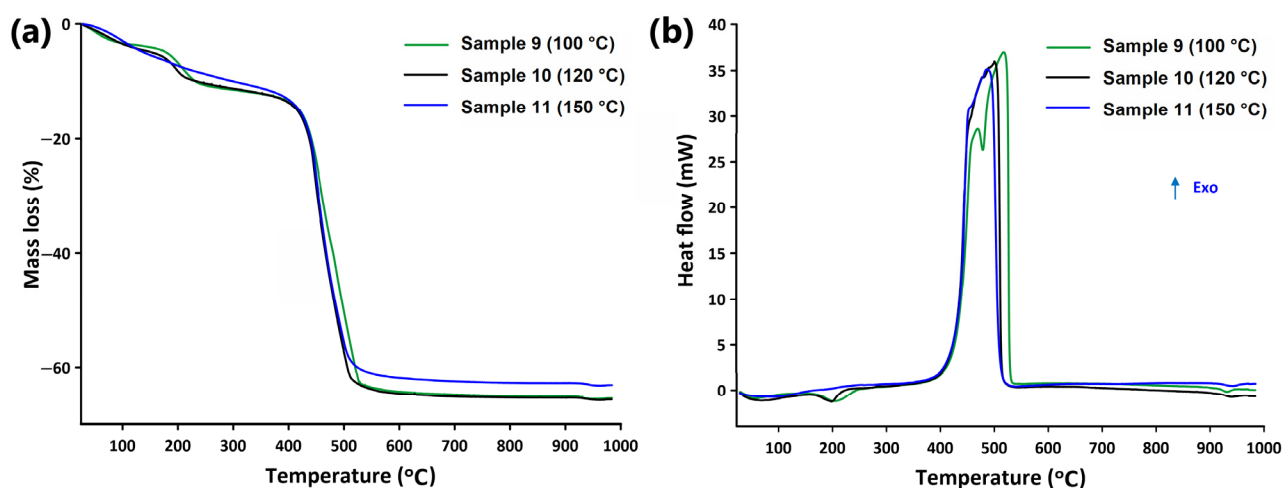 (a)
Sample 9 (100 °C)
Sample 10 (120 °C)
Sample 11 (150 °C)
Mass loss (%)
0
−20
−40
−60
100 200 300 400 500 600 700 800 900 1000
Temperature (°C)
(b)
Sample 9 (100 °C)
Sample 10 (120 °C)
Sample 11 (150 °C)
Exo
Heat flow (mW)
40
35
30
25
20
15
10
5
0
100 200 300 400 500 600 700 800 900 1000
Temperature (°C)